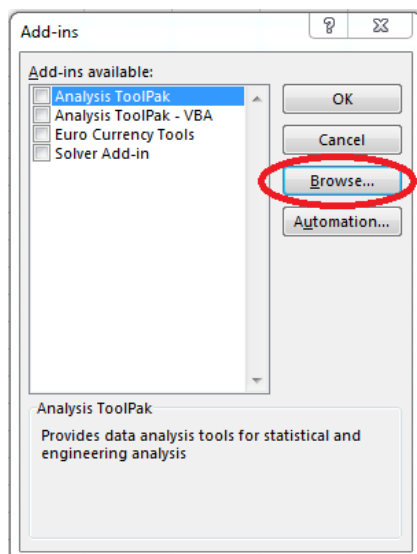 Add-ins
?
Add-ins available:
Analysis ToolPak
Analysis ToolPak - VBA
Euro Currency Tools
Solver Add-in
OK
Cancel
Browse...
Automation...
Analysis ToolPak
Provides data analysis tools for statistical and
engineering analysis